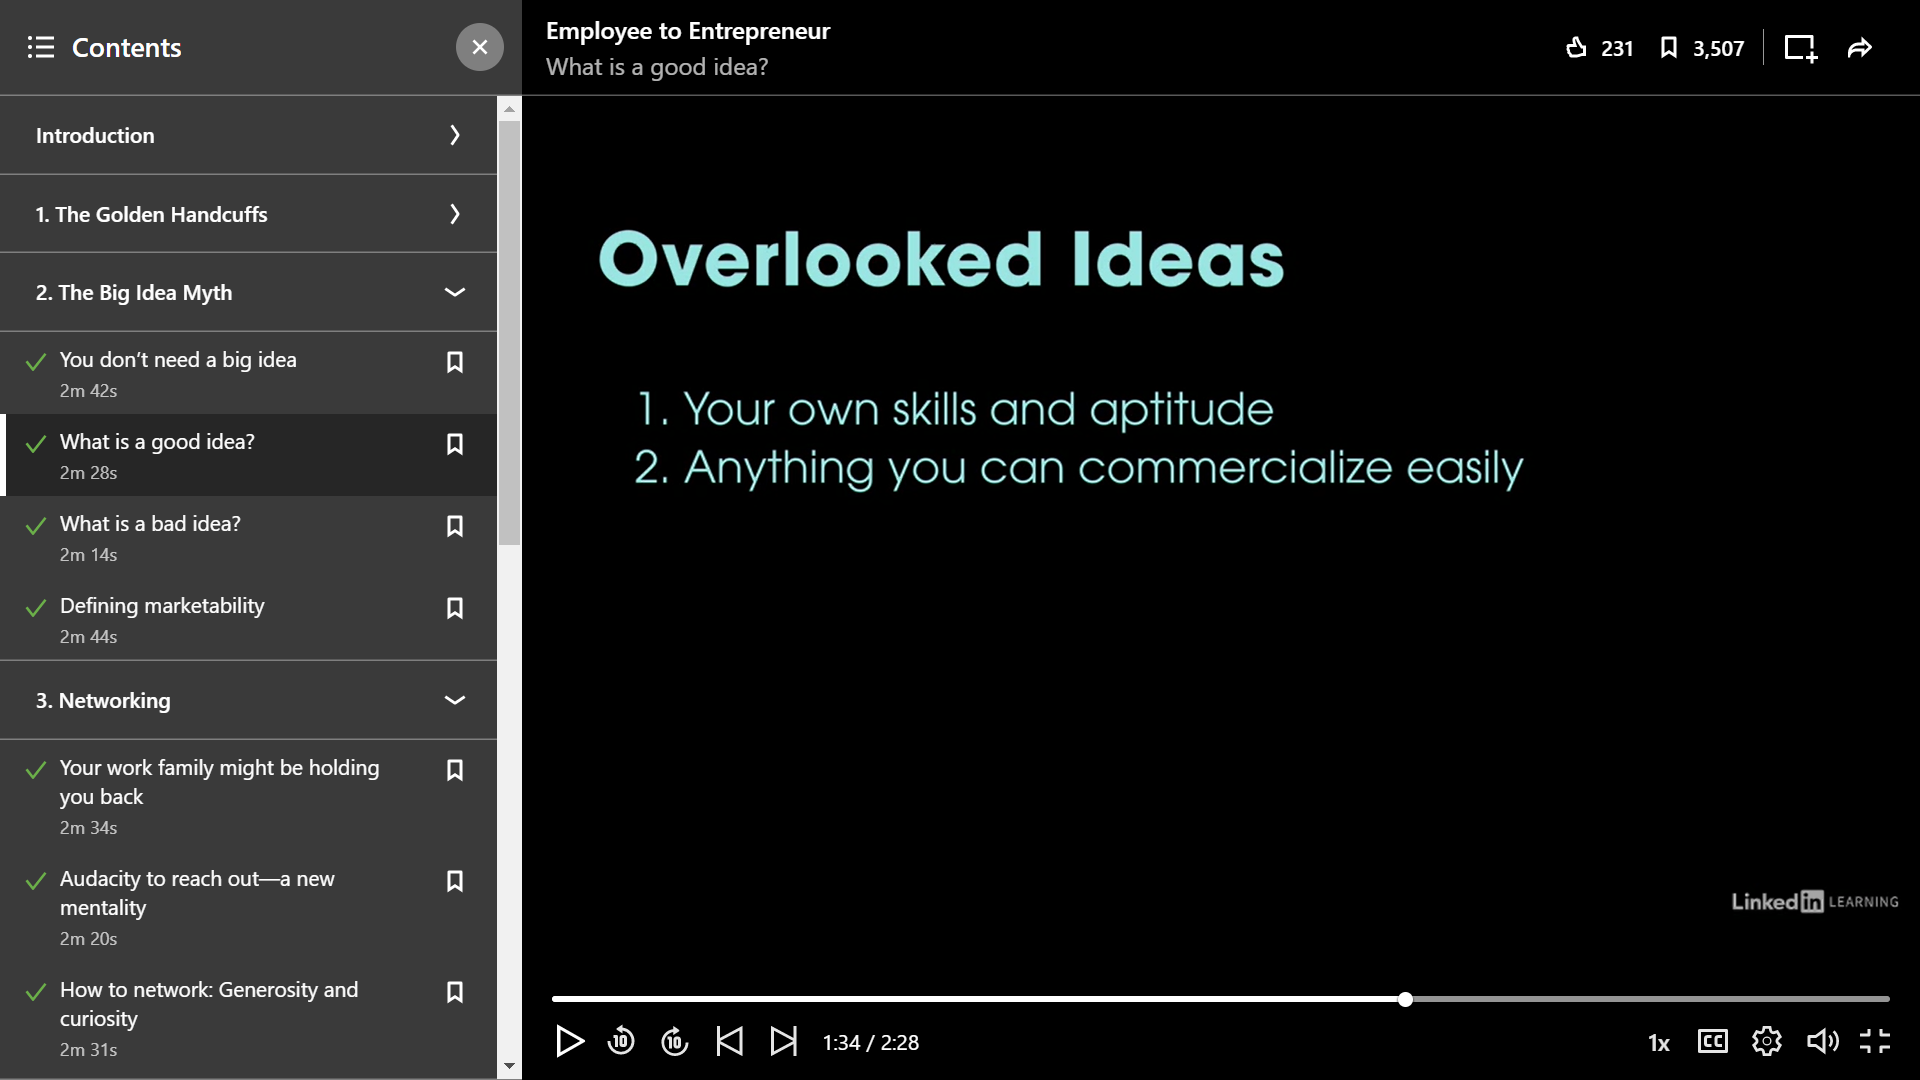 Contents
Employee to Entrepreneur
What is a good idea?
231
3,507
Introduction
1. The Golden Handcuffs
2. The Big Idea Myth
You don't need a big idea
2m 42s
What is a good idea?
2m 28s
What is a bad idea?
2m 14s
Defining marketability
2m 44s
3. Networking
Your work family might be holding
you back
2m 34s
Audacity to reach out—a new
mentality
2m 20s
How to network: Generosity and
curiosity
2m 31s
Overlooked Ideas
1. Your own skills and aptitude
2. Anything you can commercialize easily
Linked in LEARNING
10
10
1:34 / 2:28
1x
CC